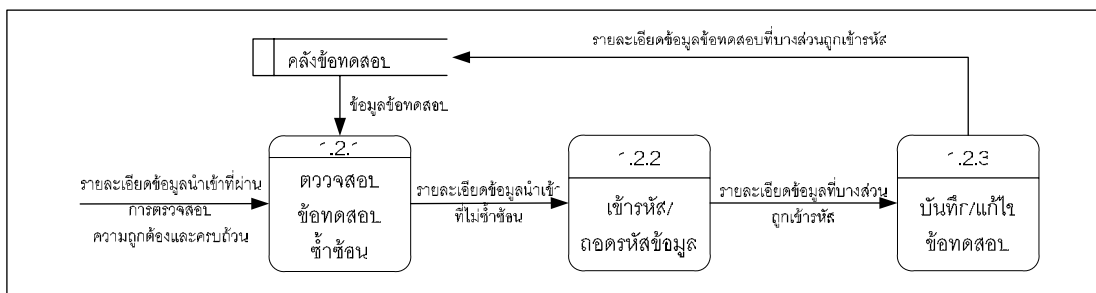 รายละเอียดข้อมูลข้อทดสอบที่บางส่วนถูกเข้ารหัส
คลังข้อทดสอบ
ข้อมูลข้อทดสอบ
1.2.1
ตรวจสอบ
ข้อทดสอบ
ซ้ำซ้อน
1.2.2
เข้ารหัส/
ถอดรหัสข้อมูล
1.2.3
บันทึก/แก้ไข
ข้อทดสอบ
รายละเอียดข้อมูลนำเข้าที่ผ่าน
การตรวจสอบ
ความถูกต้องและครบถ้วน
รายละเอียดข้อมูลนำเข้า
ที่ไม่ซ้ำซ้อน
รายละเอียดข้อมูลที่บางส่วน
ถูกเข้ารหัส